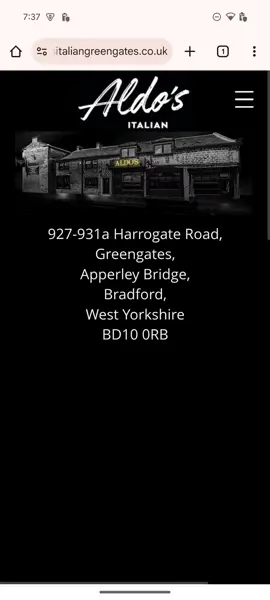 7:37
italiangreengates.co.uk
1
Aldo's
ITALIAN
ALDO'S
927-931a Harrogate Road,
Greengates,
Apperley Bridge,
Bradford,
West Yorkshire
BD10 0RB